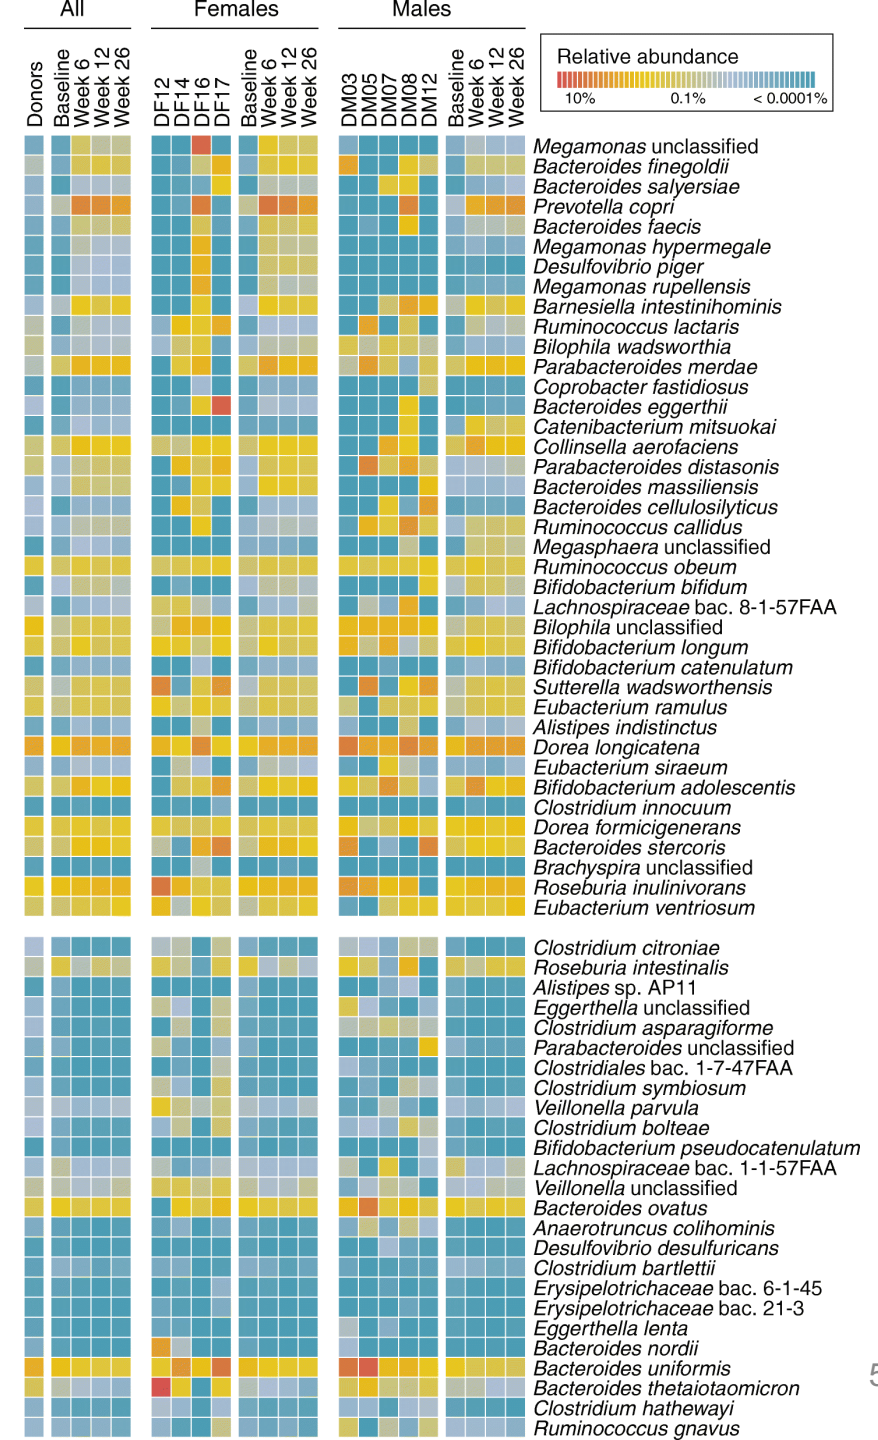 All
Females
Males
Donors
Baseline
Week 6
Week 12
Week 26
DF12
DF14
DF16
DF17
Baseline
Week 6
Week 12
Week 26
DM03
DM05
DM07
DM08
DM12
Baseline
Week 6
Week 12
Week 26
Relative abundance
10% 0.1% < 0.0001%
Megamonas unclassified
Bacteroides finegoldii
Bacteroides salyersiae
Prevotella copri
Bacteroides faecis
Megamonas hypermegale
Desulfovibrio piger
Megamonas rupellensis
Barnesiella intestinihominis
Ruminococcus lactaris
Bilophila wadsworthia
Parabacteroides merdae
Coprobacter fastidiosus
Bacteroides eggerthii
Catenibacterium mitsuokai
Collinsella aerofaciens
Parabacteroides distasonis
Bacteroides massiliensis
Bacteroides cellulosilyticus
Ruminococcus callidus
Megasphaera unclassified
Ruminococcus obeum
Bifidobacterium bifidum
Lachnospiraceae bac. 8-1-57FAA
Bilophila unclassified
Bifidobacterium longum
Bifidobacterium catenulatum
Sutterella wadsworthensis
Eubacterium ramulus
Alistipes indistinctus
Dorea longicatena
Eubacterium siraeum
Bifidobacterium adolescentis
Clostridium innocuum
Dorea formicigenerans
Bacteroides stercoris
Brachyspira unclassified
Roseburia inulinivorans
Eubacterium ventriosum
Clostridium citroniae
Roseburia intestinalis
Alistipes sp. AP11
Eggerthella unclassified
Clostridium asparagiforme
Parabacteroides unclassified
Clostridiales bac. 1-7-47FAA
Clostridium symbiosum
Veillonella parvula
Clostridium bolteae
Bifidobacterium pseudocatenulatum
Lachnospiraceae bac. 1-1-57FAA
Veillonella unclassified
Bacteroides ovatus
Anaerotruncus colihominis
Desulfovibrio desulfuricans
Clostridium bartlettii
Erysipelotrichaceae bac. 6-1-45
Erysipelotrichaceae bac. 21-3
Eggerthella lenta
Bacteroides nordii
Bacteroides uniformis
Bacteroides thetaiotaomicron
Clostridium hathewayi
Ruminococcus gnavus